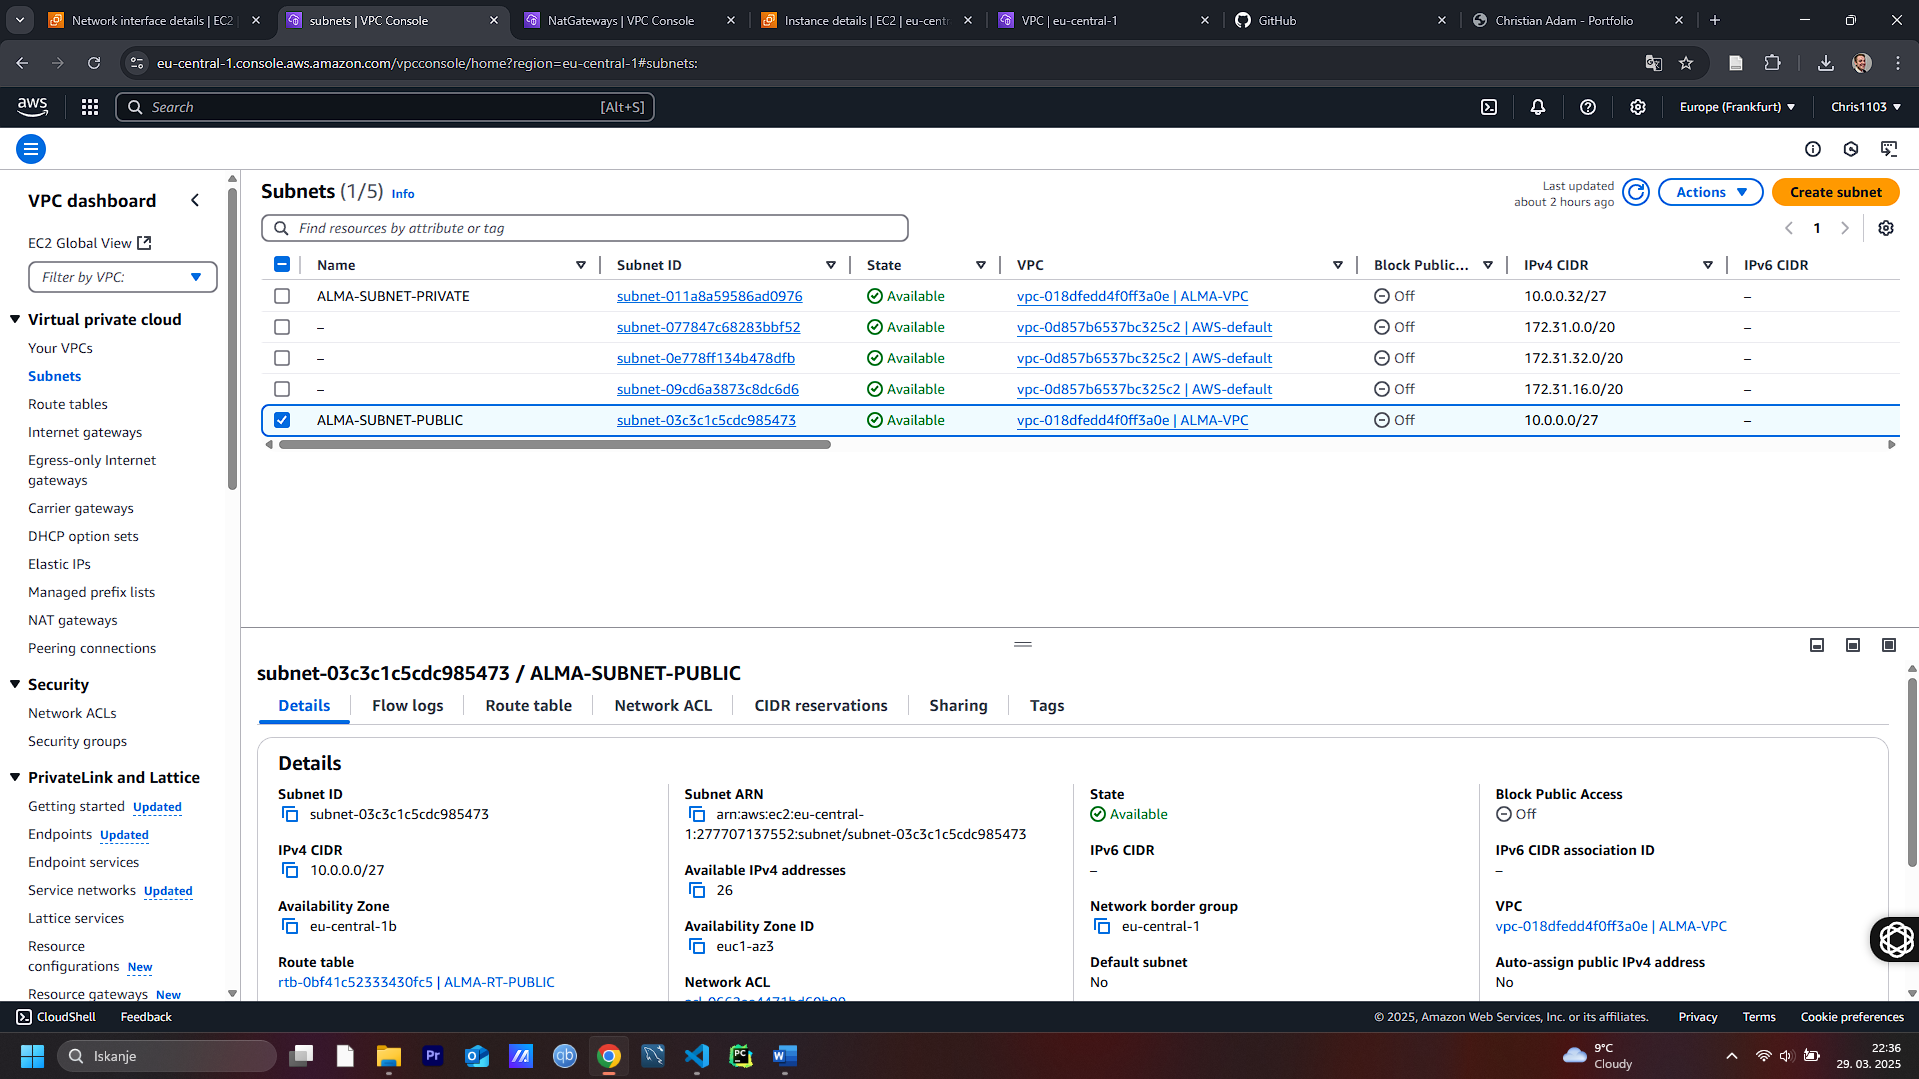 Network interface details | EC2
subnets | VPC Console
NatGateways | VPC Console
Instance details | EC2 | eu-centr
VPC | eu-central-1
GitHub
Christian Adam - Portfolio
eu-central-1.console.aws.amazon.com/vpcconsole/home?region=eu-central-1#subnets:
aws
Search
[Alt+S]
Europe (Frankfurt)
Chris1103
VPC dashboard
EC2 Global View
Filter by VPC:
Virtual private cloud
Your VPCs
Subnets
Route tables
Internet gateways
Egress-only Internet
gateways
Carrier gateways
DHCP option sets
Elastic IPs
Managed prefix lists
NAT gateways
Peering connections
Security
Network ACLs
Security groups
PrivateLink and Lattice
Getting started Updated
Endpoints Updated
Endpoint services
Service networks Updated
Lattice services
Resource
configurations New
Resource gateways New
Subnets (1/5) Info
Last updated
about 2 hours ago
Actions
Create subnet
Find resources by attribute or tag
1
Name Subnet ID State VPC Block Public... IPv4 CIDR IPv6 CIDR
ALMA-SUBNET-PRIVATE subnet-011a8a59586ad0976 Available vpc-018dfedd4f0ff3a0e | ALMA-VPC Off 10.0.0.32/27 –
– subnet-077847c68283bbf52 Available vpc-0d857b6537bc325c2 | AWS-default Off 172.31.0.0/20 –
– subnet-0e778ff134b478dfb Available vpc-0d857b6537bc325c2 | AWS-default Off 172.31.32.0/20 –
– subnet-09cd6a3873c8dc6d6 Available vpc-0d857b6537bc325c2 | AWS-default Off 172.31.16.0/20 –
ALMA-SUBNET-PUBLIC subnet-03c3c1c5cdc985473 Available vpc-018dfedd4f0ff3a0e | ALMA-VPC Off 10.0.0.0/27 –
subnet-03c3c1c5cdc985473 / ALMA-SUBNET-PUBLIC
Details Flow logs Route table Network ACL CIDR reservations Sharing Tags
Details
Subnet ID
subnet-03c3c1c5cdc985473
IPv4 CIDR
10.0.0.0/27
Availability Zone
eu-central-1b
Route table
rtb-0bf41c52333430fc5 | ALMA-RT-PUBLIC
Subnet ARN
arn:aws:ec2:eu-central-
1:277707137552:subnet/subnet-03c3c1c5cdc985473
Available IPv4 addresses
26
Availability Zone ID
euc1-az3
Network ACL
State
Available
IPv6 CIDR
–
Network border group
eu-central-1
Default subnet
No
Block Public Access
Off
IPv6 CIDR association ID
–
VPC
vpc-018dfedd4f0ff3a0e | ALMA-VPC
Auto-assign public IPv4 address
No
CloudShell
Feedback
© 2025, Amazon Web Services, Inc. or its affiliates.
Privacy
Terms
Cookie preferences
Iskanje
Pr
qb
PC
9°C
Cloudy
22:36
29. 03. 2025